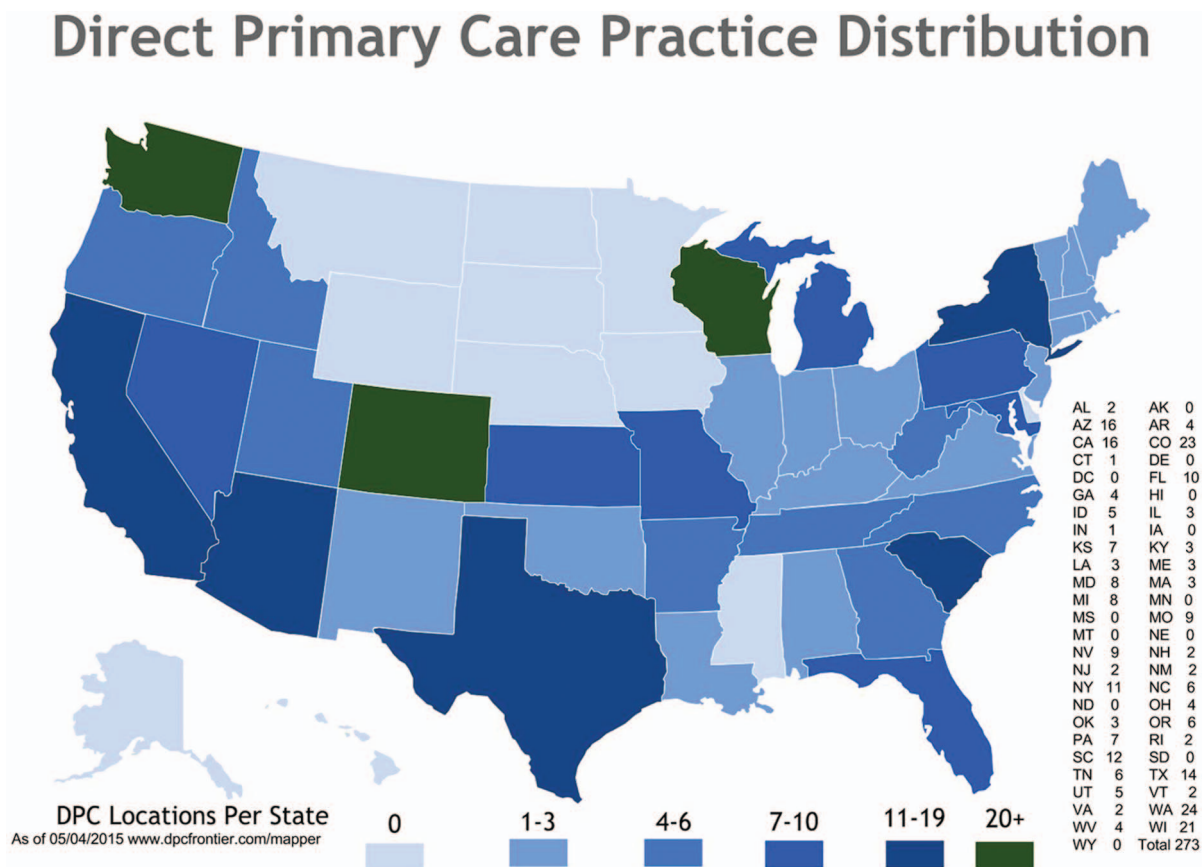 Direct Primary Care Practice Distribution
AL 2 AK 0
AZ 16 AR 4
CA 16 CO 23
CT 1 DE 0
DC 0 FL 10
GA 4 HI 0
ID 5 IL 3
IN 1 IA 0
KS 7 KY 3
LA 3 ME 3
MD 8 MA 3
MI 8 MN 0
MS 0 MO 9
MT 0 NE 0
NV 9 NH 2
NJ 2 NM 2
NY 11 NC 6
ND 0 OH 4
OK 3 OR 6
PA 7 RI 2
SC 12 SD 0
TN 6 TX 14
UT 5 VT 2
VA 2 WA 24
WV 4 WI 21
WY 0 Total 273
DPC Locations Per State
As of 05/04/2015 www.dpcfrontier.com/mapper
0 1-3 4-6 7-10 11-19 20+